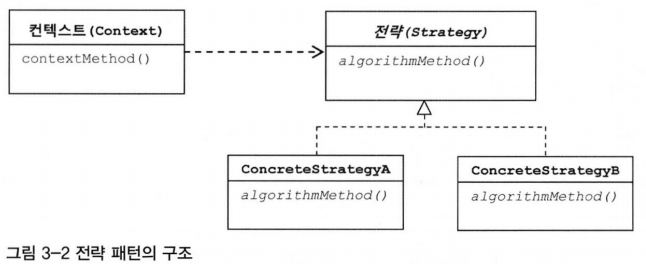 컨텍스트(Context)
contextMethod()
전략(Strategy)
algorithmMethod()
ConcreteStrategyA
algorithmMethod()
ConcreteStrategyB
algorithmMethod()
그림 3-2 전략 패턴의 구조